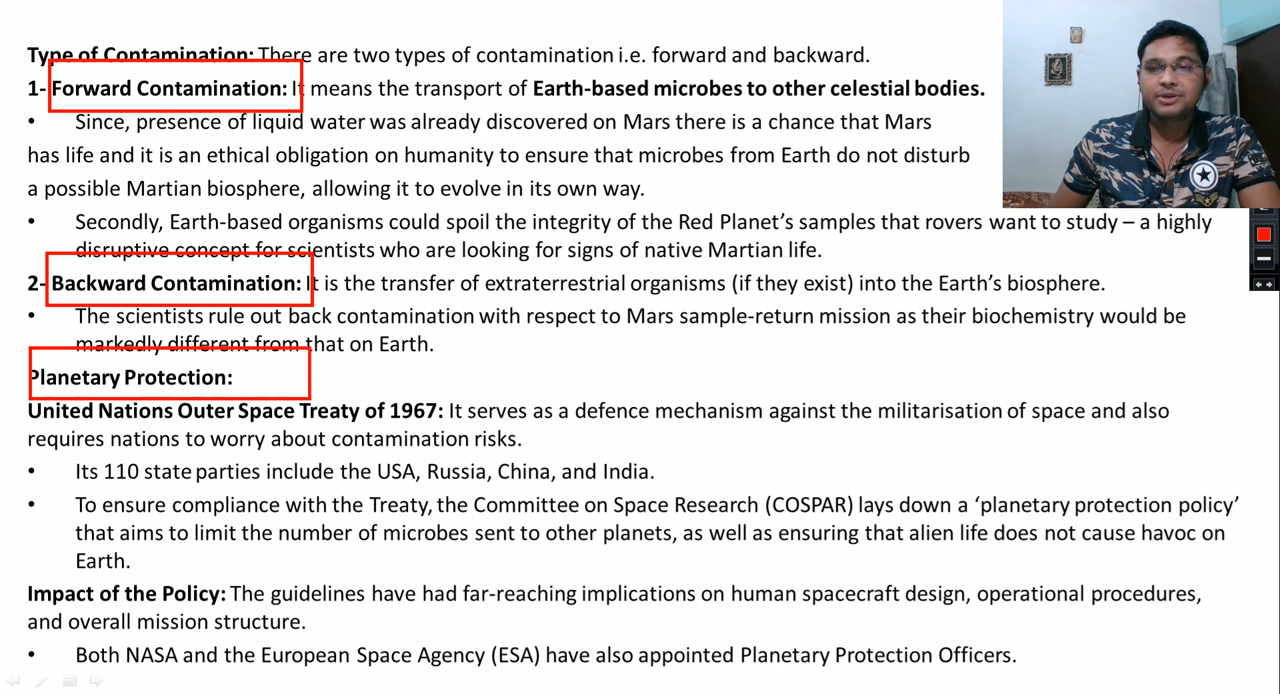 Type of Contamination: There are two types of contamination i.e. forward and backward.
1- Forward Contamination: It means the transport of Earth-based microbes to other celestial bodies.
• Since, presence of liquid water was already discovered on Mars there is a chance that Mars
has life and it is an ethical obligation on humanity to ensure that microbes from Earth do not disturb
a possible Martian biosphere, allowing it to evolve in its own way.
• Secondly, Earth-based organisms could spoil the integrity of the Red Planet's samples that rovers want to study – a highly
disruptive concept for scientists who are looking for signs of native Martian life.
2- Backward Contamination: It is the transfer of extraterrestrial organisms (if they exist) into the Earth's biosphere.
• The scientists rule out back contamination with respect to Mars sample-return mission as their biochemistry would be
markedly different from that on Earth.
Planetary Protection:
United Nations Outer Space Treaty of 1967: It serves as a defence mechanism against the militarisation of space and also
requires nations to worry about contamination risks.
• Its 110 state parties include the USA, Russia, China, and India.
• To ensure compliance with the Treaty, the Committee on Space Research (COSPAR) lays down a ‘planetary protection policy’
that aims to limit the number of microbes sent to other planets, as well as ensuring that alien life does not cause havoc on
Earth.
Impact of the Policy: The guidelines have had far-reaching implications on human spacecraft design, operational procedures,
and overall mission structure.
• Both NASA and the European Space Agency (ESA) have also appointed Planetary Protection Officers.